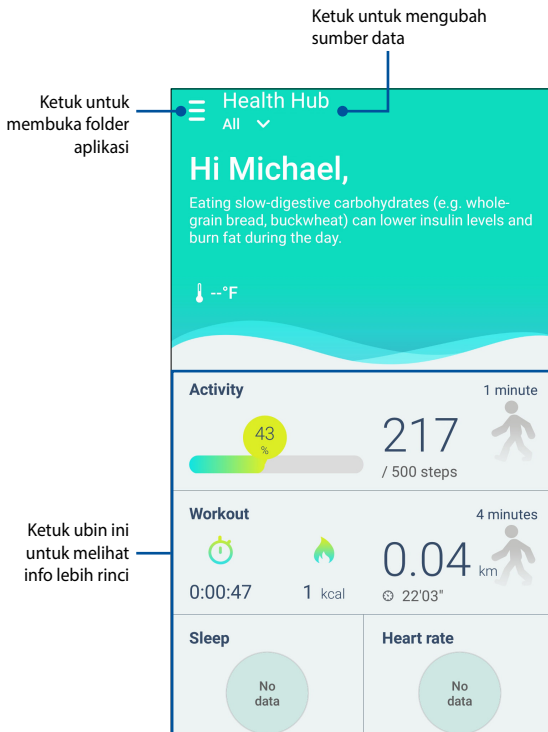 Ketuk untuk mengubah
sumber data
Ketuk untuk
membuka folder
aplikasi
Health Hub
All
Hi Michael,
Eating slow-digestive carbohydrates (e.g. whole-
grain bread, buckwheat) can lower insulin levels and
burn fat during the day.
--°F
Activity
1 minute
43
%
217
/ 500 steps
Ketuk ubin ini
untuk melihat
info lebih rinci
Workout
4 minutes
0:00:47
1 kcal
0.04 km
22'03"
Sleep
No
data
Heart rate
No
data